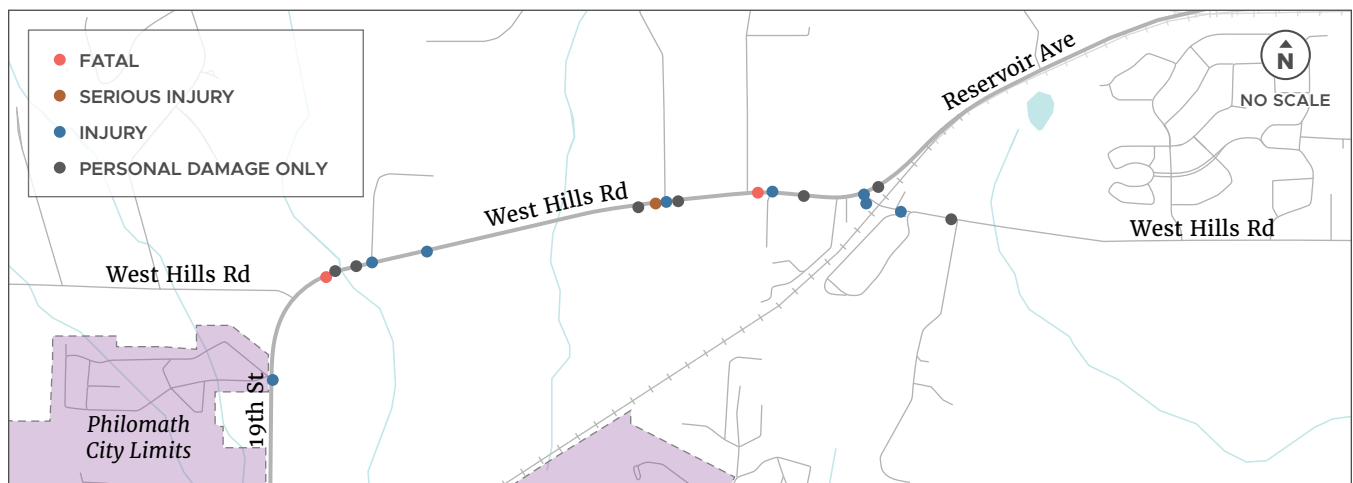 FATAL
SERIOUS INJURY
INJURY
PERSONAL DAMAGE ONLY
Reservoir Ave
N
NO SCALE
West Hills Rd
West Hills Rd
West Hills Rd
19th St
Philomath
City Limits